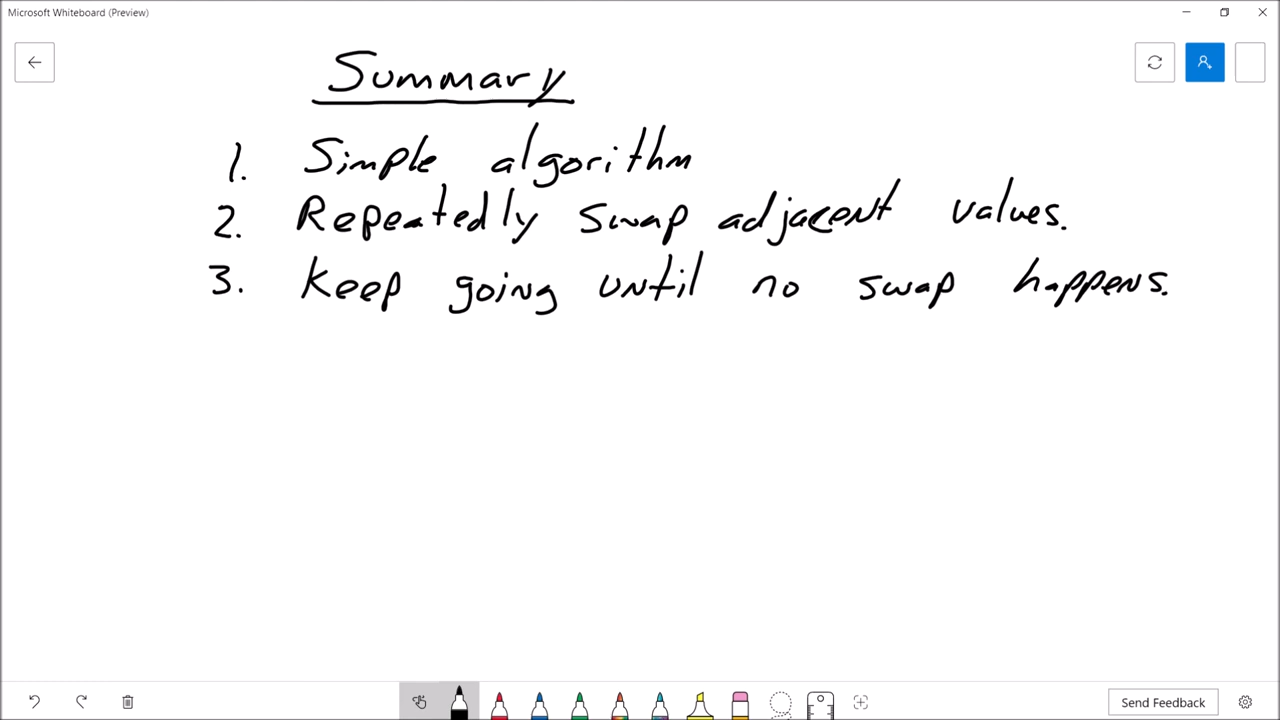 Microsoft Whiteboard (Preview)
Summary
1. Simple algorithm
2. Repeatedly swap adjacent values.
3. Keep going until no swap happens.
Send Feedback